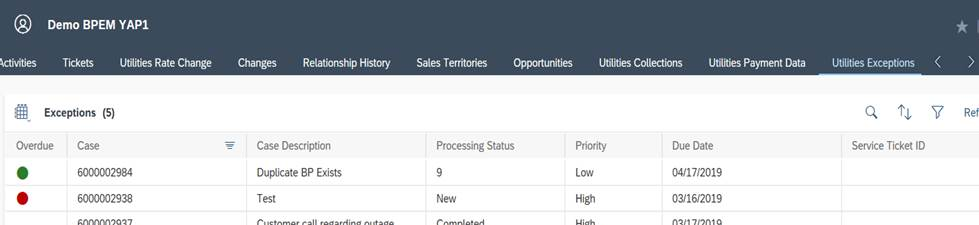 Demo BPEM YAP1
Activities Tickets Utilities Rate Change Changes Relationship History Sales Territories Opportunities Utilities Collections Utilities Payment Data Utilities Exceptions
Exceptions (5)
Ref
Overdue Case Case Description Processing Status Priority Due Date Service Ticket ID
6000002984 Duplicate BP Exists 9 Low 04/17/2019
6000002938 Test New High 03/16/2019
6000002937 Customer call regarding outage Completed High 03/17/2019